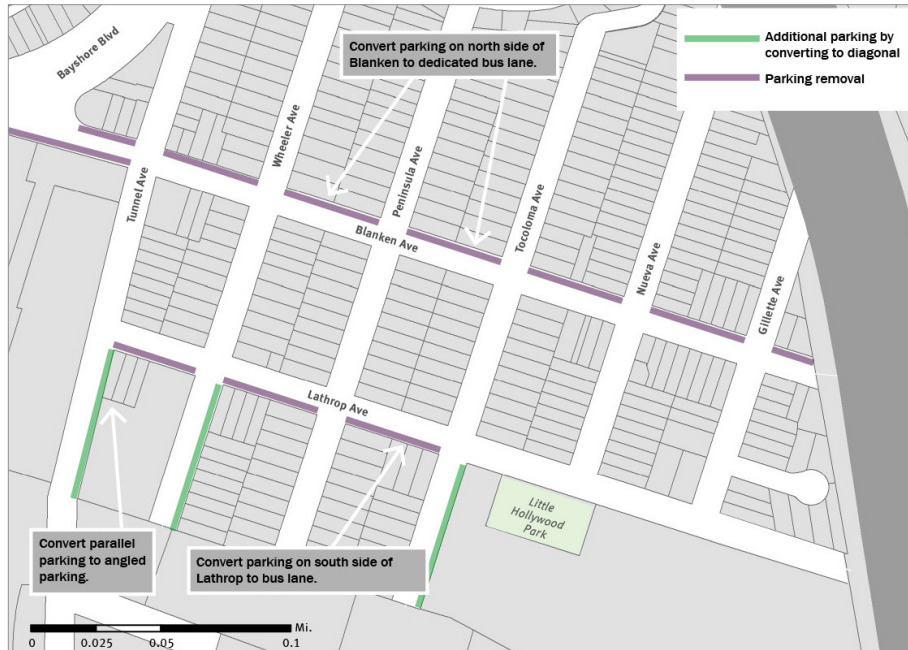 Bayshore Blvd
Convert parking on north side of
Blanken to dedicated bus lane.
Additional parking by
converting to diagonal
Parking removal
Wheeler Ave
Peninsula Ave
Tunnel Ave
Tocoloma Ave
Blanken Ave
Nueva Ave
Gillette Ave
Lathrop Ave
Little
Hollywood
Park
Convert parallel
parking to angled
parking.
Convert parking on south side of
Lathrop to bus lane.
Mi.
0 0.025 0.05 0.1